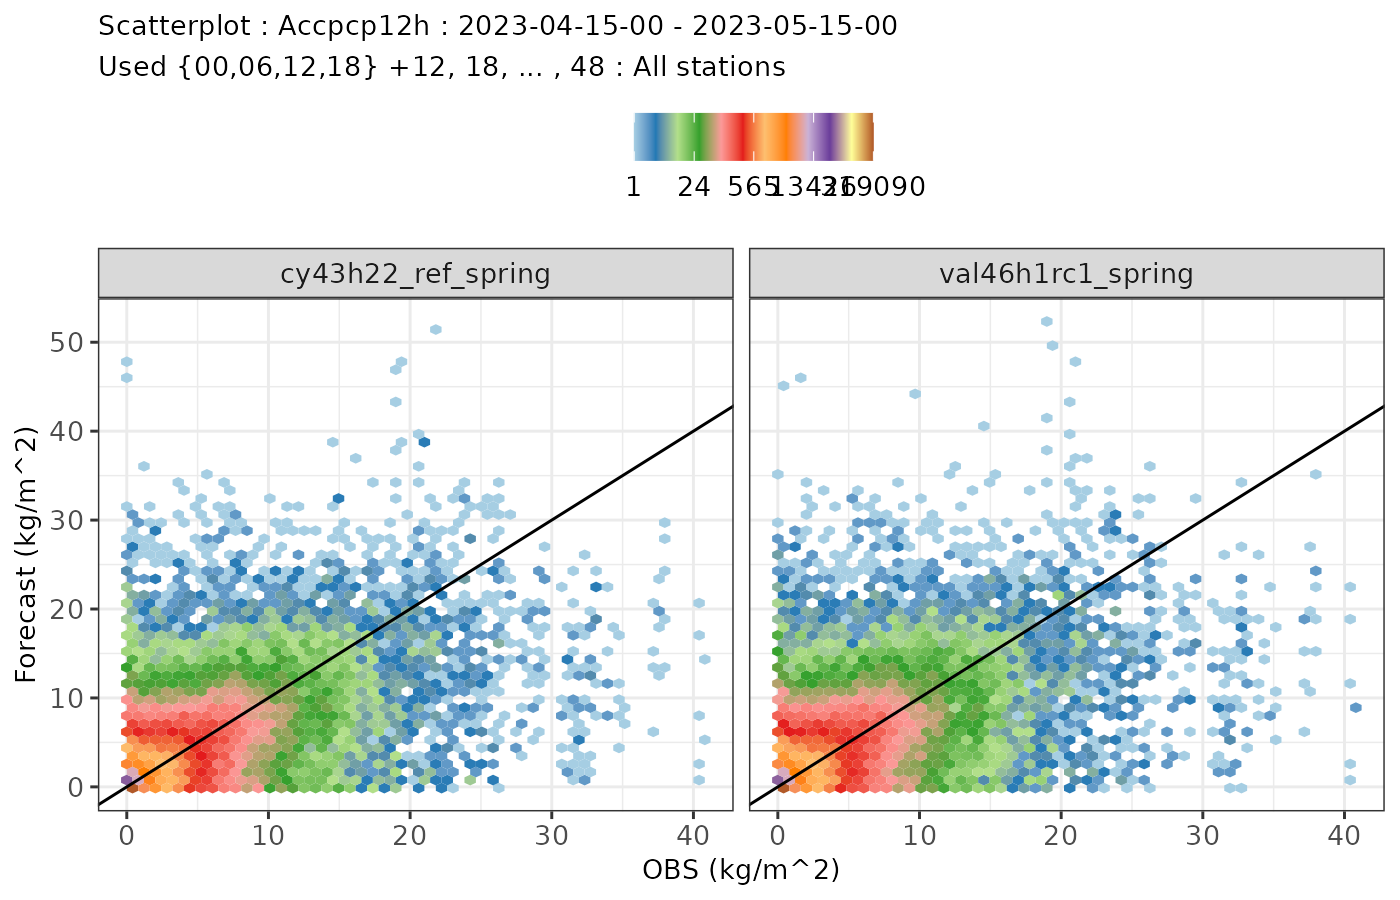 Scatterplot : Accpcp12h : 2023-04-15-00 - 2023-05-15-00
Used {00,06,12,18} +12, 18, ... , 48 : All stations
1 24 565 13426 319090
cy43h22_ref_spring val46h1rc1_spring
Forecast (kg/m^2)
50
40
30
20
10
0
0 10 20 30 40 0 10 20 30 40
OBS (kg/m^2)